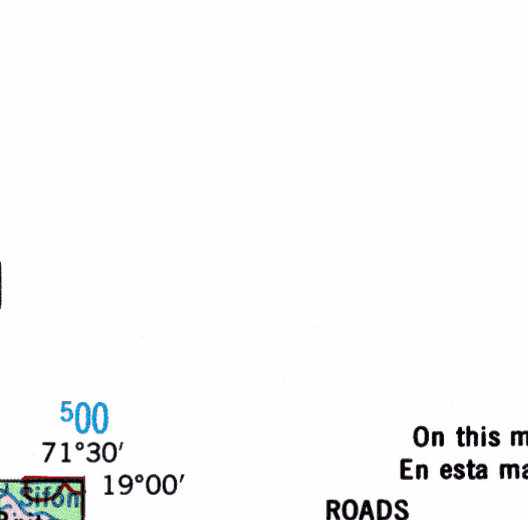 ⁵00
71°30′
19°00′
Sifón
On this m
En esta ma
ROADS